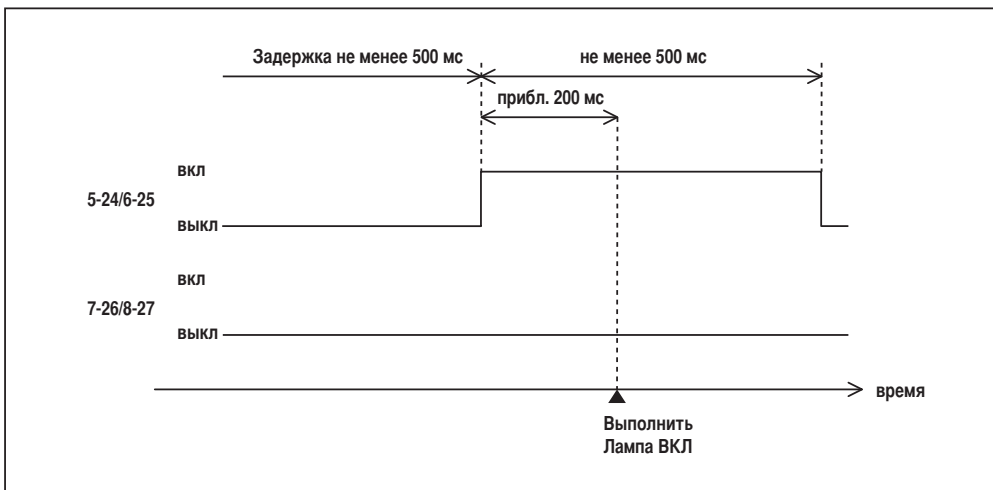 Задержка не менее 500 мс
не менее 500 мс
прибл. 200 мс
вкл
5-24/6-25
выкл
вкл
7-26/8-27
выкл
время
Выполнить
Лампа ВКЛ